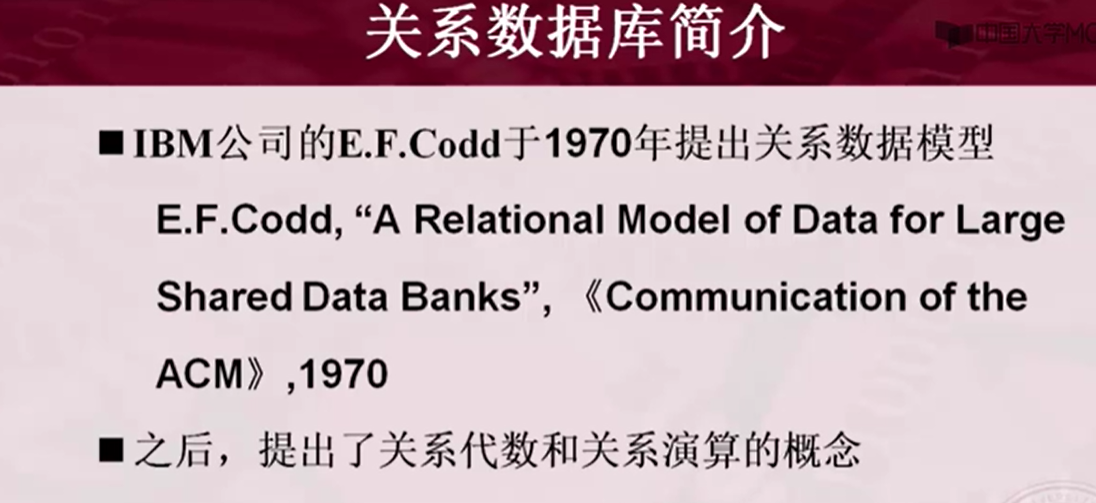 关系数据库简介
中国大学MO
■IBM公司的E.F.Codd于1970年提出关系数据模型
E.F.Codd, “A Relational Model of Data for Large
Shared Data Banks”, 《Communication of the
ACM》,1970
■之后，提出了关系代数和关系演算的概念